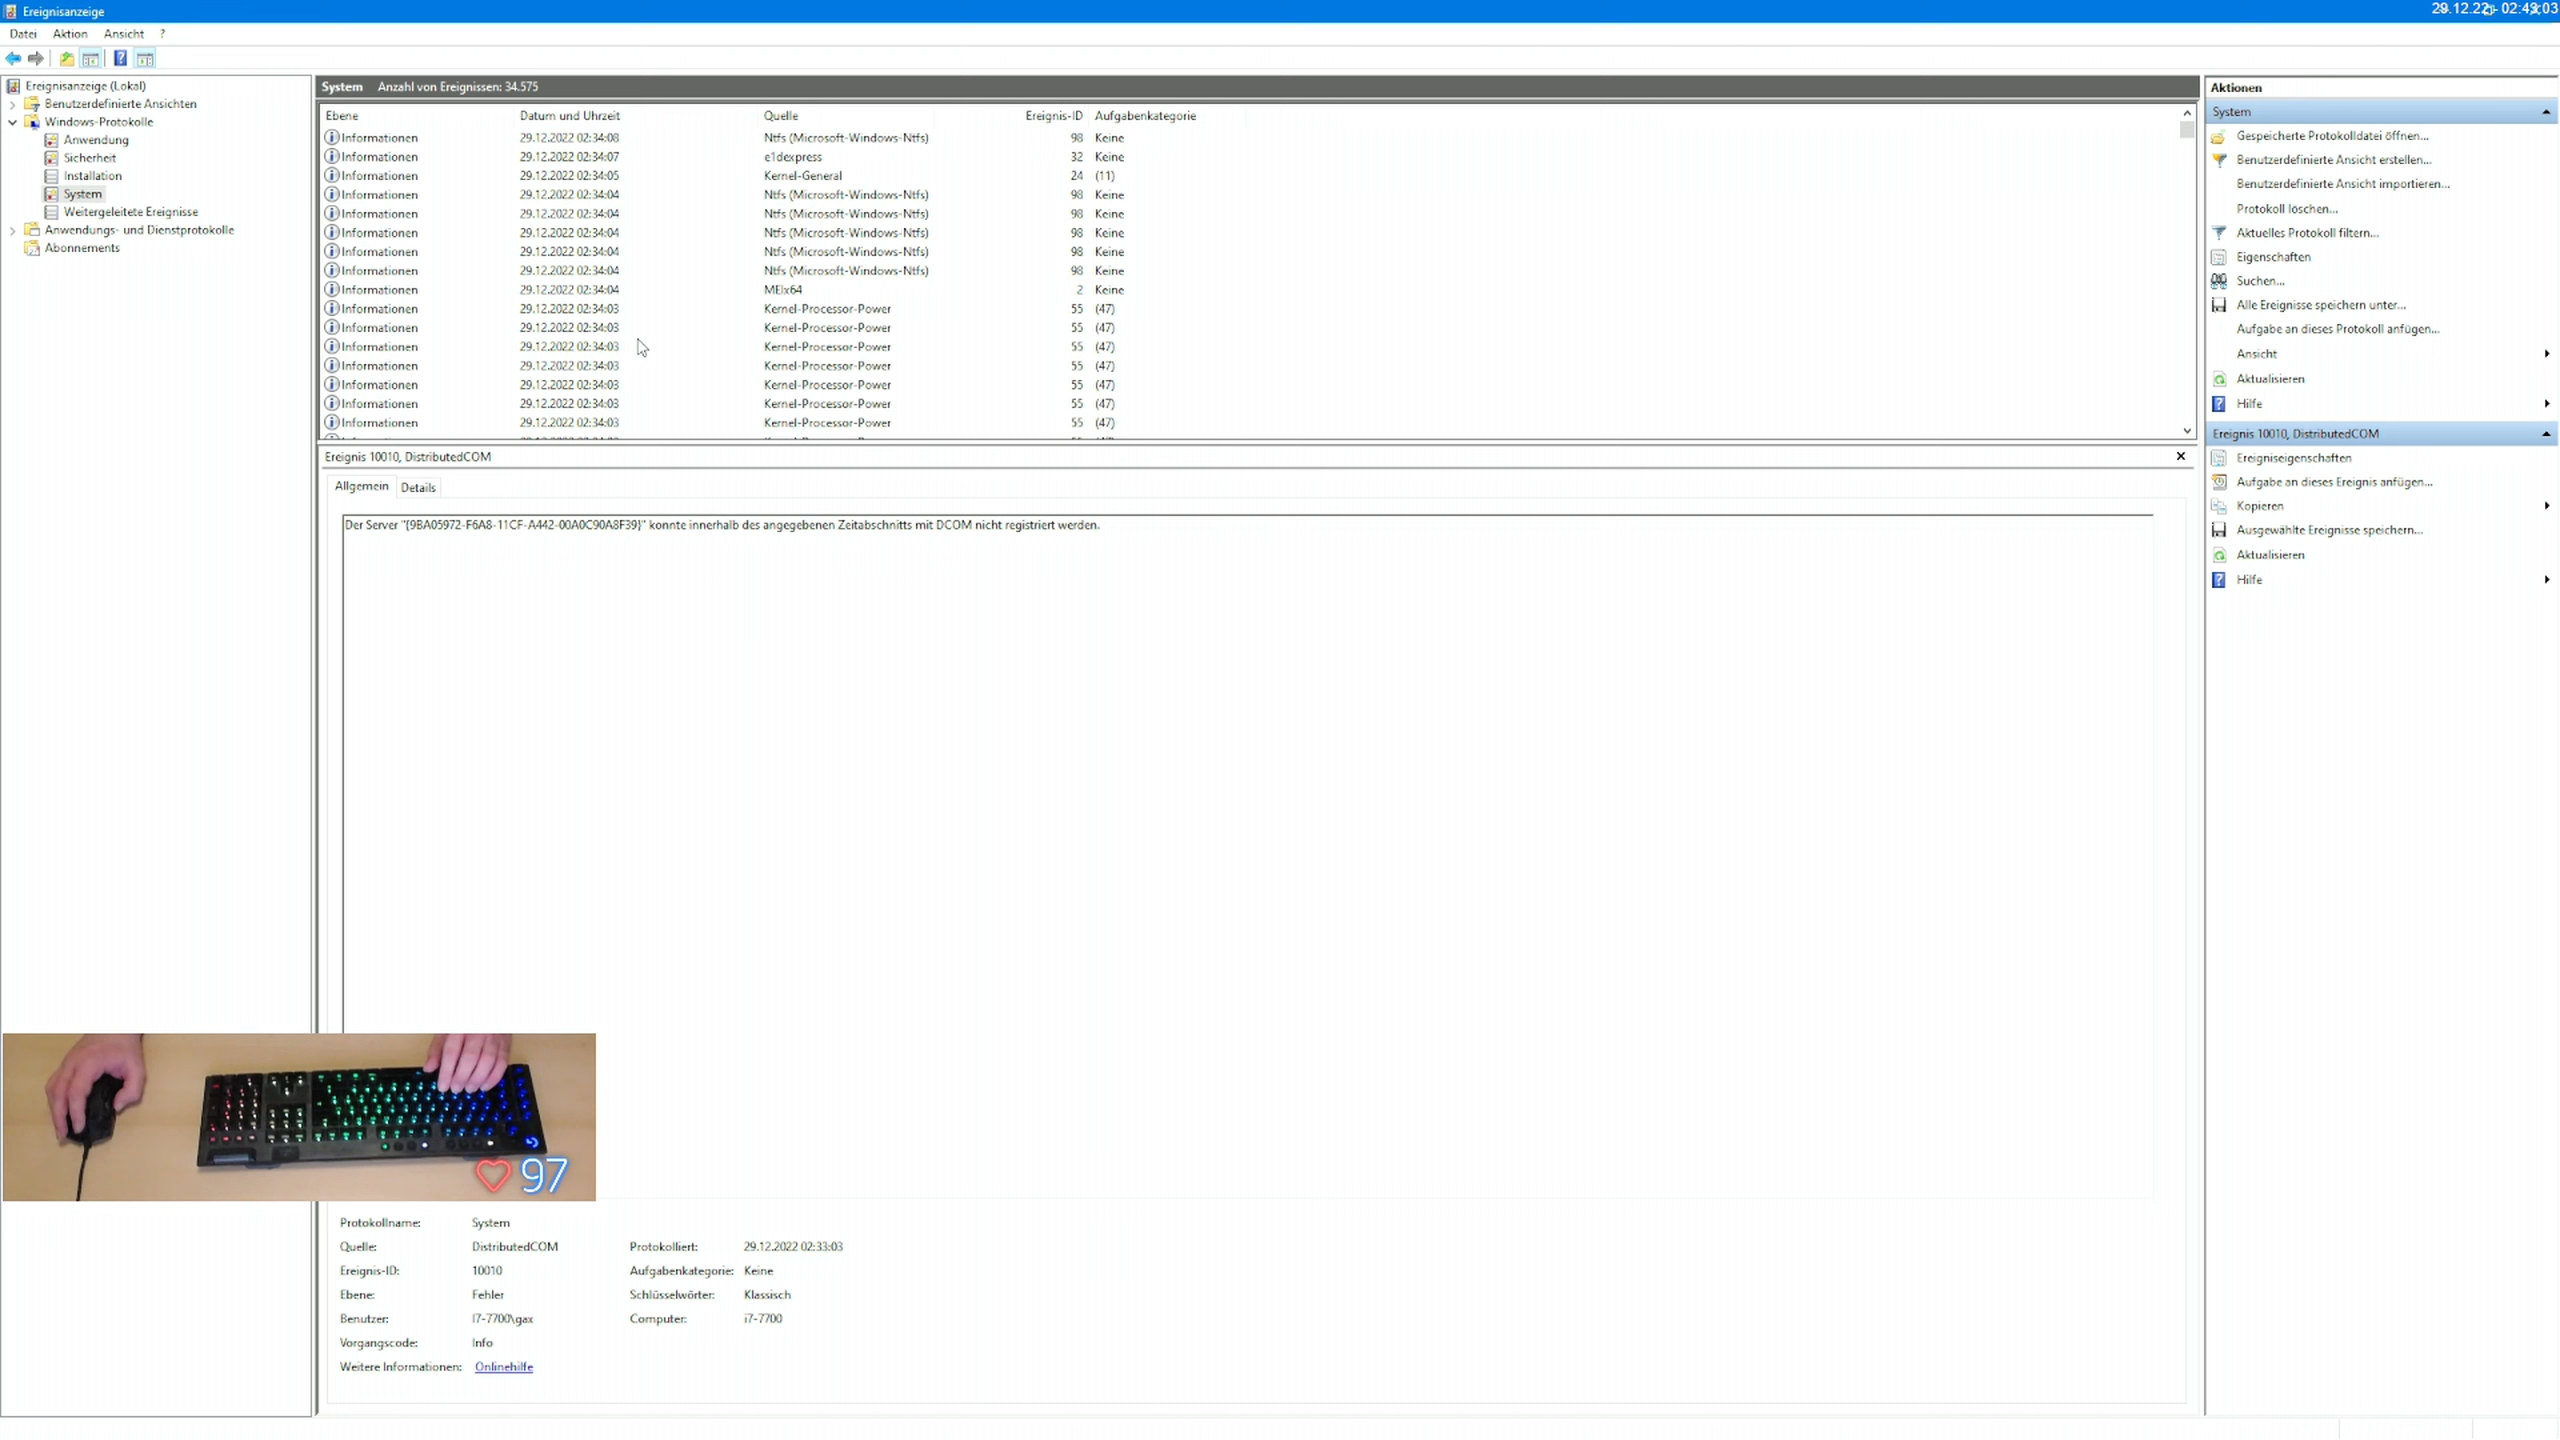 Ereignisanzeige
29.12.22 - 02:49:03
Datei Aktion Ansicht ?
Ereignisanzeige (Lokal)
Benutzerdefinierte Ansichten
Windows-Protokolle
Anwendung
Sicherheit
Installation
System
Weitergeleitete Ereignisse
Anwendungs- und Dienstprotokolle
Abonnements
System Anzahl von Ereignissen: 34.575
Ebene Datum und Uhrzeit Quelle Ereignis-ID Aufgabenkategorie
Informationen 29.12.2022 02:34:08 Ntfs (Microsoft-Windows-Ntfs) 98 Keine
Informationen 29.12.2022 02:34:07 e1dexpress 32 Keine
Informationen 29.12.2022 02:34:05 Kernel-General 24 (11)
Informationen 29.12.2022 02:34:04 Ntfs (Microsoft-Windows-Ntfs) 98 Keine
Informationen 29.12.2022 02:34:04 Ntfs (Microsoft-Windows-Ntfs) 98 Keine
Informationen 29.12.2022 02:34:04 Ntfs (Microsoft-Windows-Ntfs) 98 Keine
Informationen 29.12.2022 02:34:04 Ntfs (Microsoft-Windows-Ntfs) 98 Keine
Informationen 29.12.2022 02:34:04 Ntfs (Microsoft-Windows-Ntfs) 98 Keine
Informationen 29.12.2022 02:34:04 MEIx64 2 Keine
Informationen 29.12.2022 02:34:03 Kernel-Processor-Power 55 (47)
Informationen 29.12.2022 02:34:03 Kernel-Processor-Power 55 (47)
Informationen 29.12.2022 02:34:03 Kernel-Processor-Power 55 (47)
Informationen 29.12.2022 02:34:03 Kernel-Processor-Power 55 (47)
Informationen 29.12.2022 02:34:03 Kernel-Processor-Power 55 (47)
Informationen 29.12.2022 02:34:03 Kernel-Processor-Power 55 (47)
Informationen 29.12.2022 02:34:03 Kernel-Processor-Power 55 (47)
Ereignis 10010, DistributedCOM
Allgemein Details
Der Server "{9BA05972-F6A8-11CF-A442-00A0C90A8F39}" konnte innerhalb des angegebenen Zeitabschnitts mit DCOM nicht registriert werden.
97
Protokollname: System
Quelle: DistributedCOM Protokolliert: 29.12.2022 02:33:03
Ereignis-ID: 10010 Aufgabenkategorie: Keine
Ebene: Fehler Schlüsselwörter: Klassisch
Benutzer: I7-7700\gax Computer: i7-7700
Vorgangscode: Info
Weitere Informationen: Onlinehilfe
Aktionen
System
Gespeicherte Protokolldatei öffnen...
Benutzerdefinierte Ansicht erstellen...
Benutzerdefinierte Ansicht importieren...
Protokoll löschen...
Aktuelles Protokoll filtern...
Eigenschaften
Suchen...
Alle Ereignisse speichern unter...
Aufgabe an dieses Protokoll anfügen...
Ansicht
Aktualisieren
Hilfe
Ereignis 10010, DistributedCOM
Ereigniseigenschaften
Aufgabe an dieses Ereignis anfügen...
Kopieren
Ausgewählte Ereignisse speichern...
Aktualisieren
Hilfe